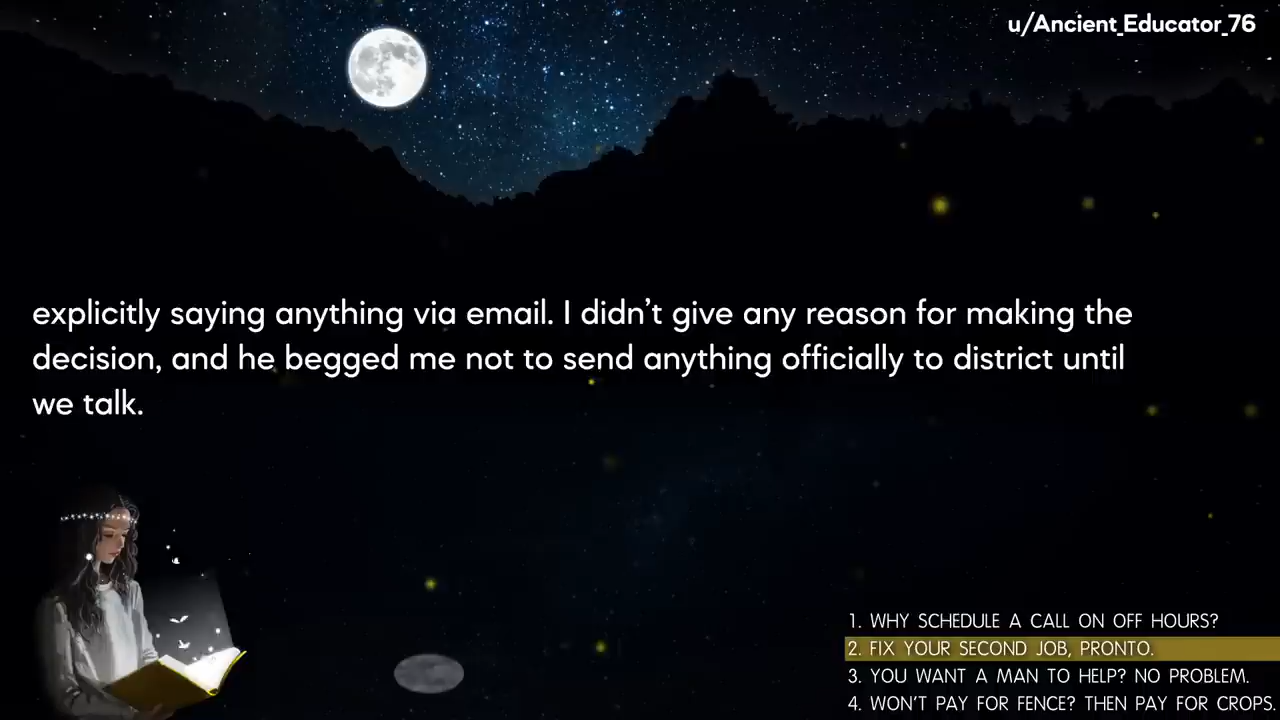 u/Ancient_Educator_76
explicitly saying anything via email. I didn’t give any reason for making the
decision, and he begged me not to send anything officially to district until
we talk.
1. WHY SCHEDULE A CALL ON OFF HOURS?
2. FIX YOUR SECOND JOB, PRONTO.
3. YOU WANT A MAN TO HELP? NO PROBLEM.
4. WON’T PAY FOR FENCE? THEN PAY FOR CROPS.